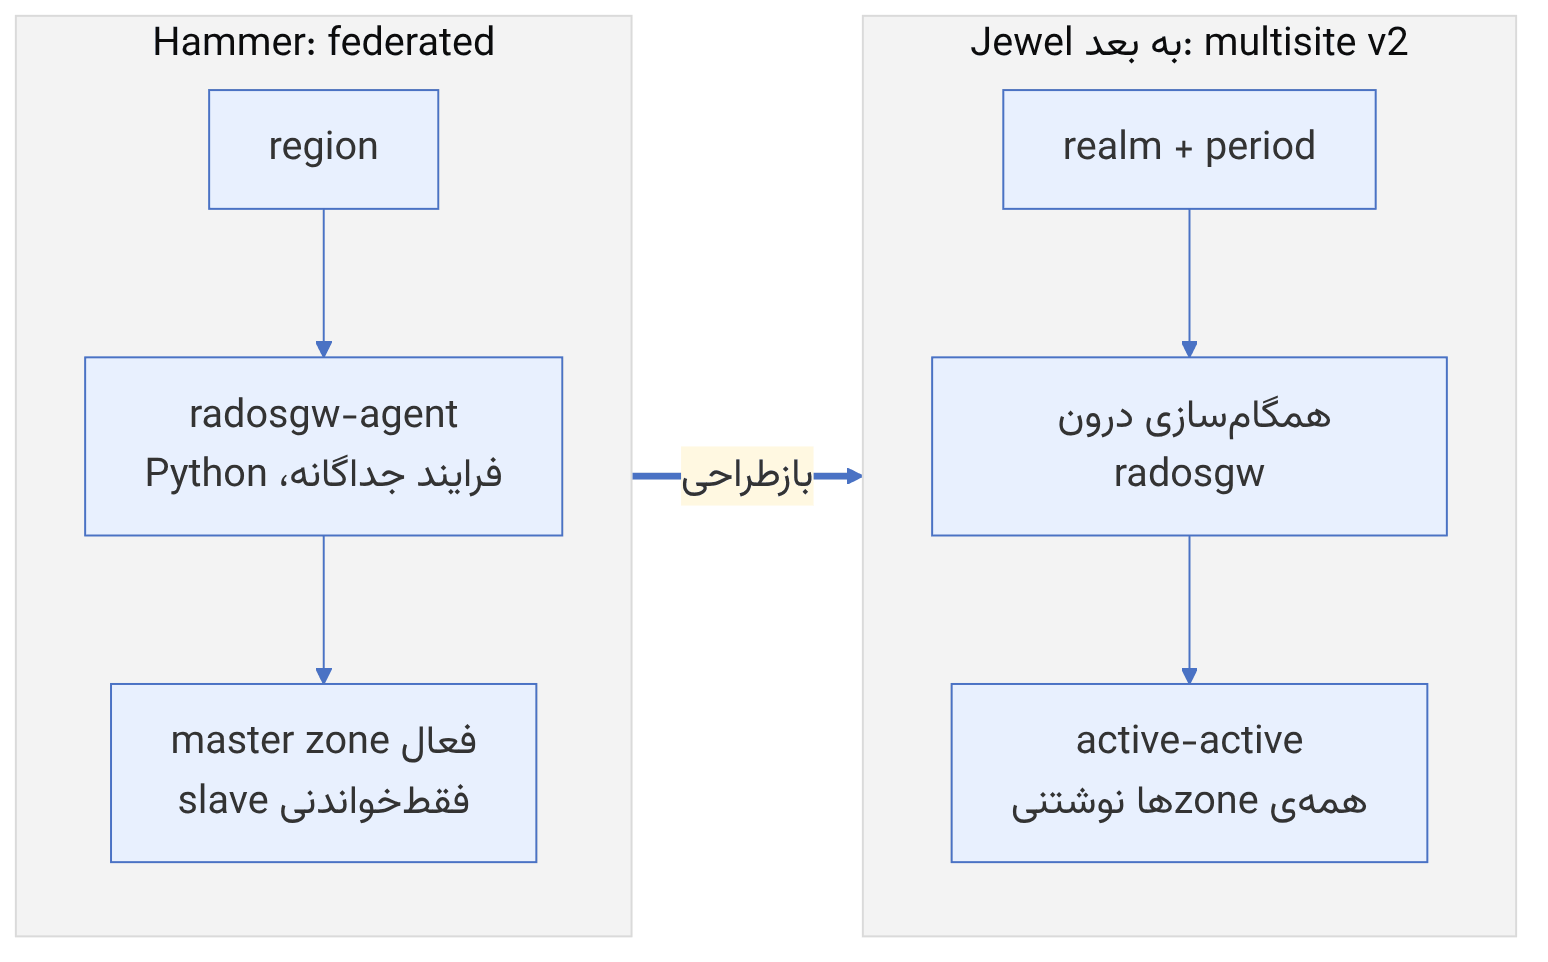 Hammer: federated
region
radosgw-agent
فرایند جداگانه، Python
master zone فعال
slave فقط‌خواندنی
بازطراحی
Jewel به بعد: multisite v2
realm + period
همگام‌سازی درون
radosgw
active-active
همه‌ی zoneها نوشتنی